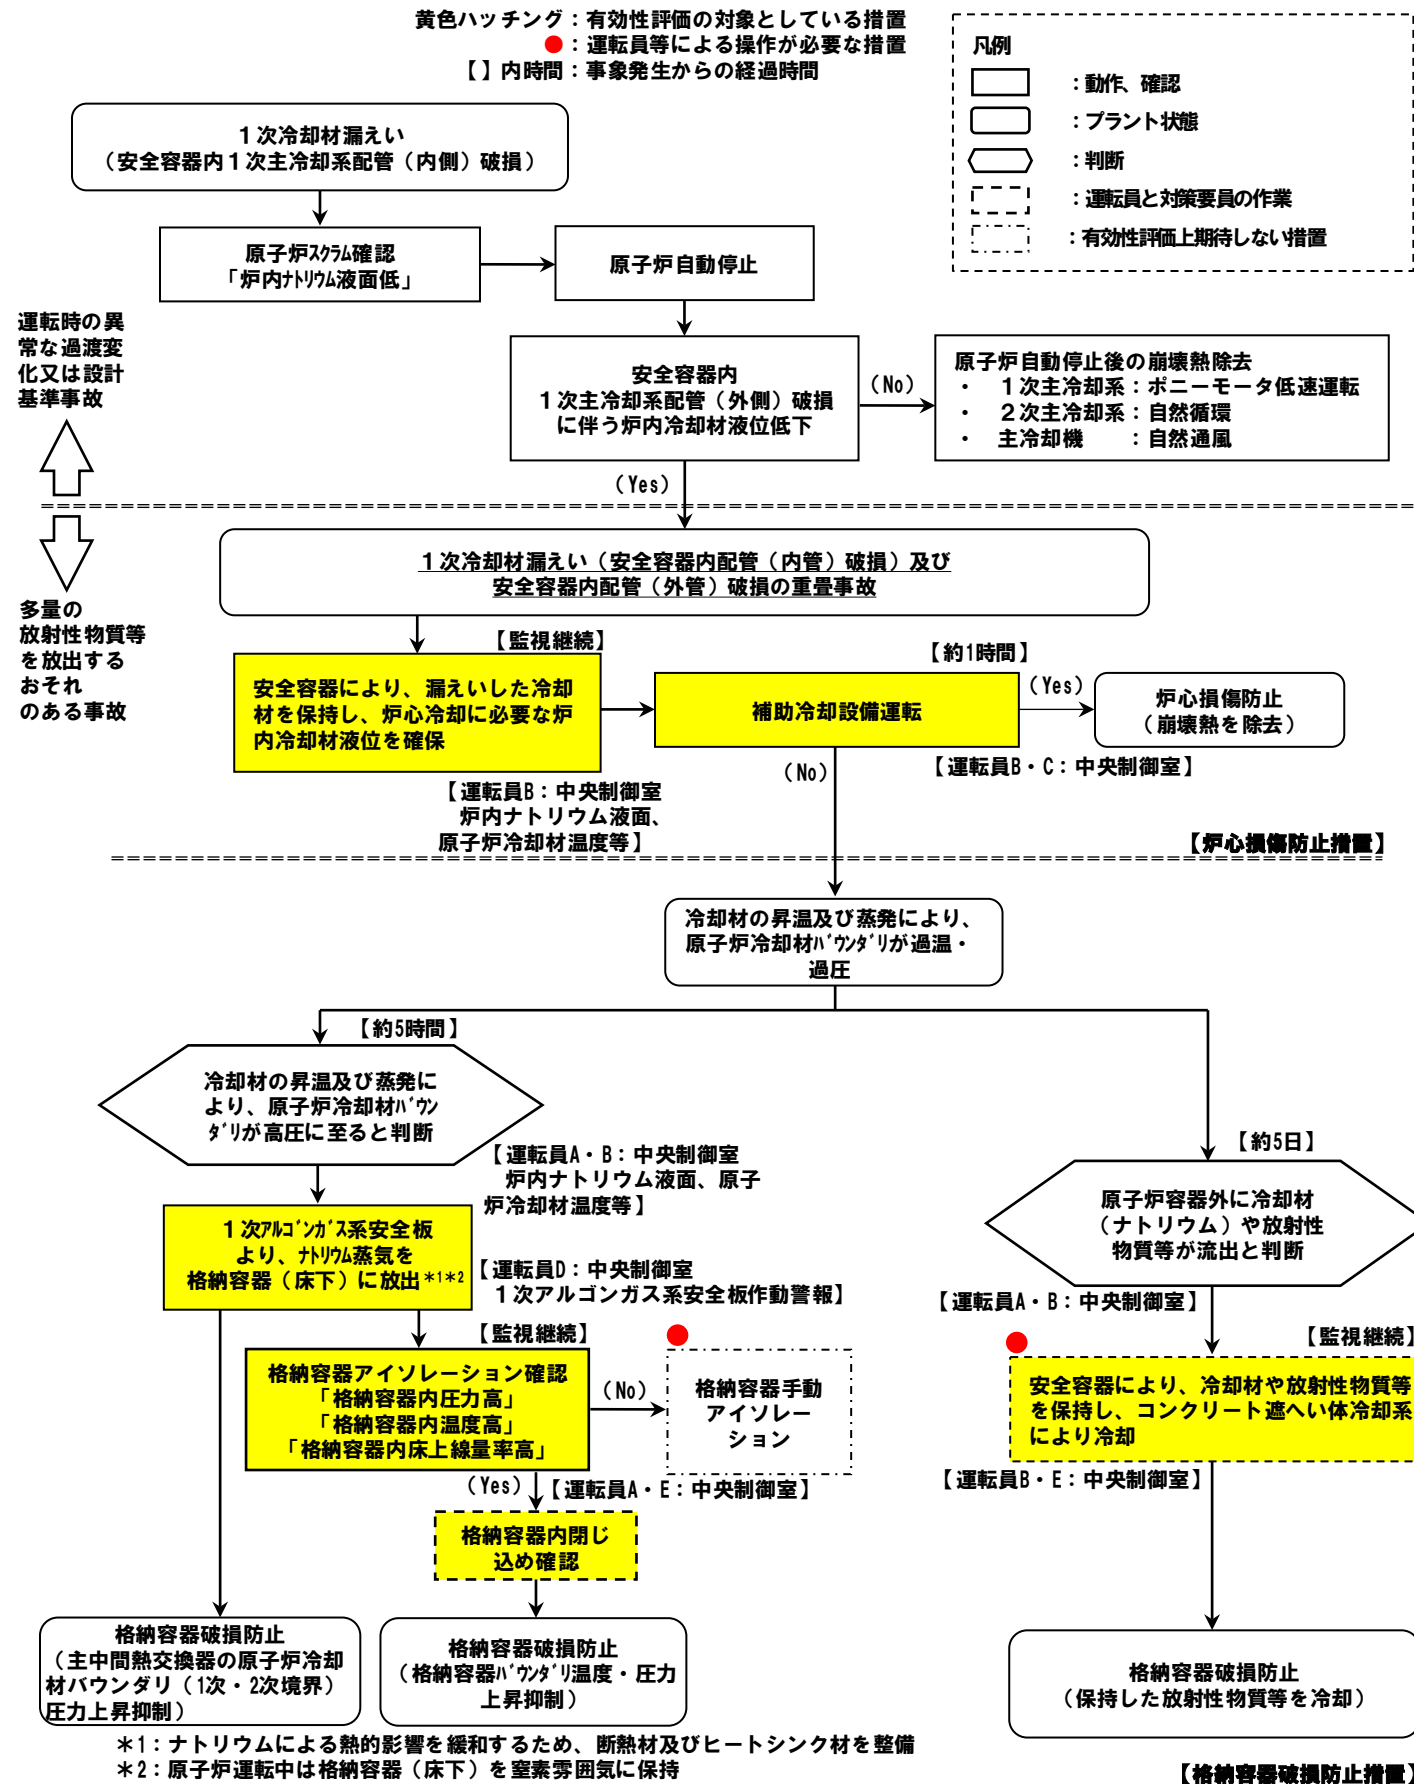 黄色ハッチング：有効性評価の対象としている措置
●：運転員等による操作が必要な措置
【】内時間：事象発生からの経過時間
凡例
：動作、確認
：プラント状態
：判断
：運転員と対策要員の作業
：有効性評価上期待しない措置
１次冷却材漏えい
（安全容器内１次主冷却系配管（内側）破損）
原子炉ｽｸﾗﾑ確認
「炉内ﾅﾄﾘｳﾑ液面低」
原子炉自動停止
運転時の異
常な過渡変
化又は設計
基準事故
安全容器内
１次主冷却系配管（外側）破損
に伴う炉内冷却材液位低下
（No）
原子炉自動停止後の崩壊熱除去
・　１次主冷却系：ポニーモータ低速運転
・　２次主冷却系：自然循環
・　主冷却機　　：自然通風
（Yes）
１次冷却材漏えい（安全容器内配管（内管）破損）及び
安全容器内配管（外管）破損の重畳事故
多量の
放射性物質等
を放出する
おそれ
のある事故
【監視継続】
安全容器により、漏えいした冷却
材を保持し、炉心冷却に必要な炉
内冷却材液位を確保
【運転員B：中央制御室
炉内ナトリウム液面、
原子炉冷却材温度等】
【約1時間】
補助冷却設備運転
（Yes）
炉心損傷防止
（崩壊熱を除去）
（No）
【運転員B・C：中央制御室】
【炉心損傷防止措置】
冷却材の昇温及び蒸発により、
原子炉冷却材ﾊﾞｳﾝﾀﾞﾘが過温・
過圧
【約5時間】
冷却材の昇温及び蒸発に
より、原子炉冷却材ﾊﾞｳﾝ
ﾀﾞﾘが高圧に至ると判断
【運転員A・B：中央制御室
炉内ナトリウム液面、原子
炉冷却材温度等】
【約5日】
原子炉容器外に冷却材
（ナトリウム）や放射性
物質等が流出と判断
【運転員A・B：中央制御室】
１次ｱﾙｺﾞﾝｶﾞｽ系安全板
より、ﾅﾄﾘｳﾑ蒸気を
格納容器（床下）に放出＊1＊2
【運転員D：中央制御室
１次アルゴンガス系安全板作動警報】
【監視継続】
格納容器アイソレーション確認
「格納容器内圧力高」
「格納容器内温度高」
「格納容器内床上線量率高」
（No）
格納容器手動
アイソレー
ション
●
●
【監視継続】
安全容器により、冷却材や放射性物質等
を保持し、コンクリート遮へい体冷却系
により冷却
【運転員B・E：中央制御室】
（Yes）
【運転員A・E：中央制御室】
格納容器内閉じ
込め確認
格納容器破損防止
（主中間熱交換器の原子炉冷却
材バウンダリ（1次・2次境界）
圧力上昇抑制）
格納容器破損防止
（格納容器ﾊﾞｳﾝﾀﾞﾘ温度・圧力
上昇抑制）
格納容器破損防止
（保持した放射性物質等を冷却）
＊1：ナトリウムによる熱的影響を緩和するため、断熱材及びヒートシンク材を整備
＊2：原子炉運転中は格納容器（床下）を窒素雰囲気に保持
【格納容器破損防止措置】